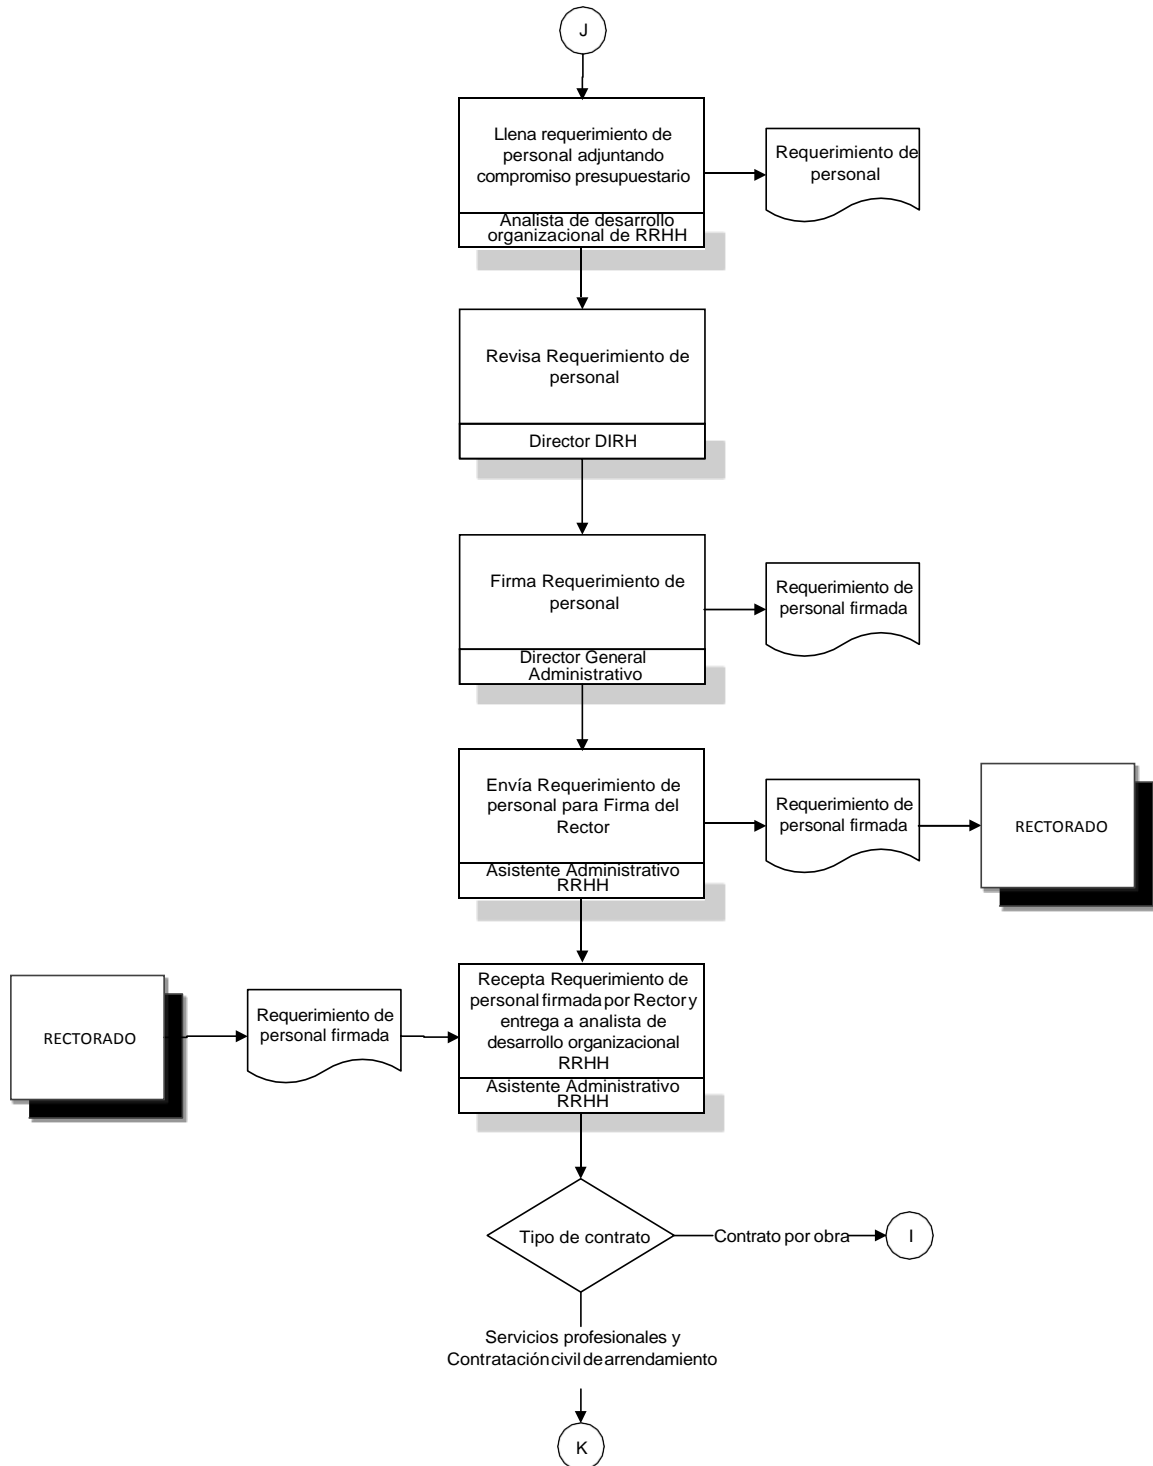 J
Llena requerimiento de
personal adjuntando
compromiso presupuestario
Analista de desarrollo
organizacional de RRHH
Requerimiento de
personal
Revisa Requerimiento de
personal
Director DIRH
Firma Requerimiento de
personal
Director General
Administrativo
Requerimiento de
personal firmada
Envía Requerimiento de
personal para Firma del
Rector
Asistente Administrativo
RRHH
Requerimiento de
personal firmada
RECTORADO
RECTORADO
Requerimiento de
personal firmada
Recepta Requerimiento de
personal firmada por Rector y
entrega a analista de
desarrollo organizacional
RRHH
Asistente Administrativo
RRHH
Tipo de contrato
Contrato por obra
I
Servicios profesionales y
Contratación civil de arrendamiento
K